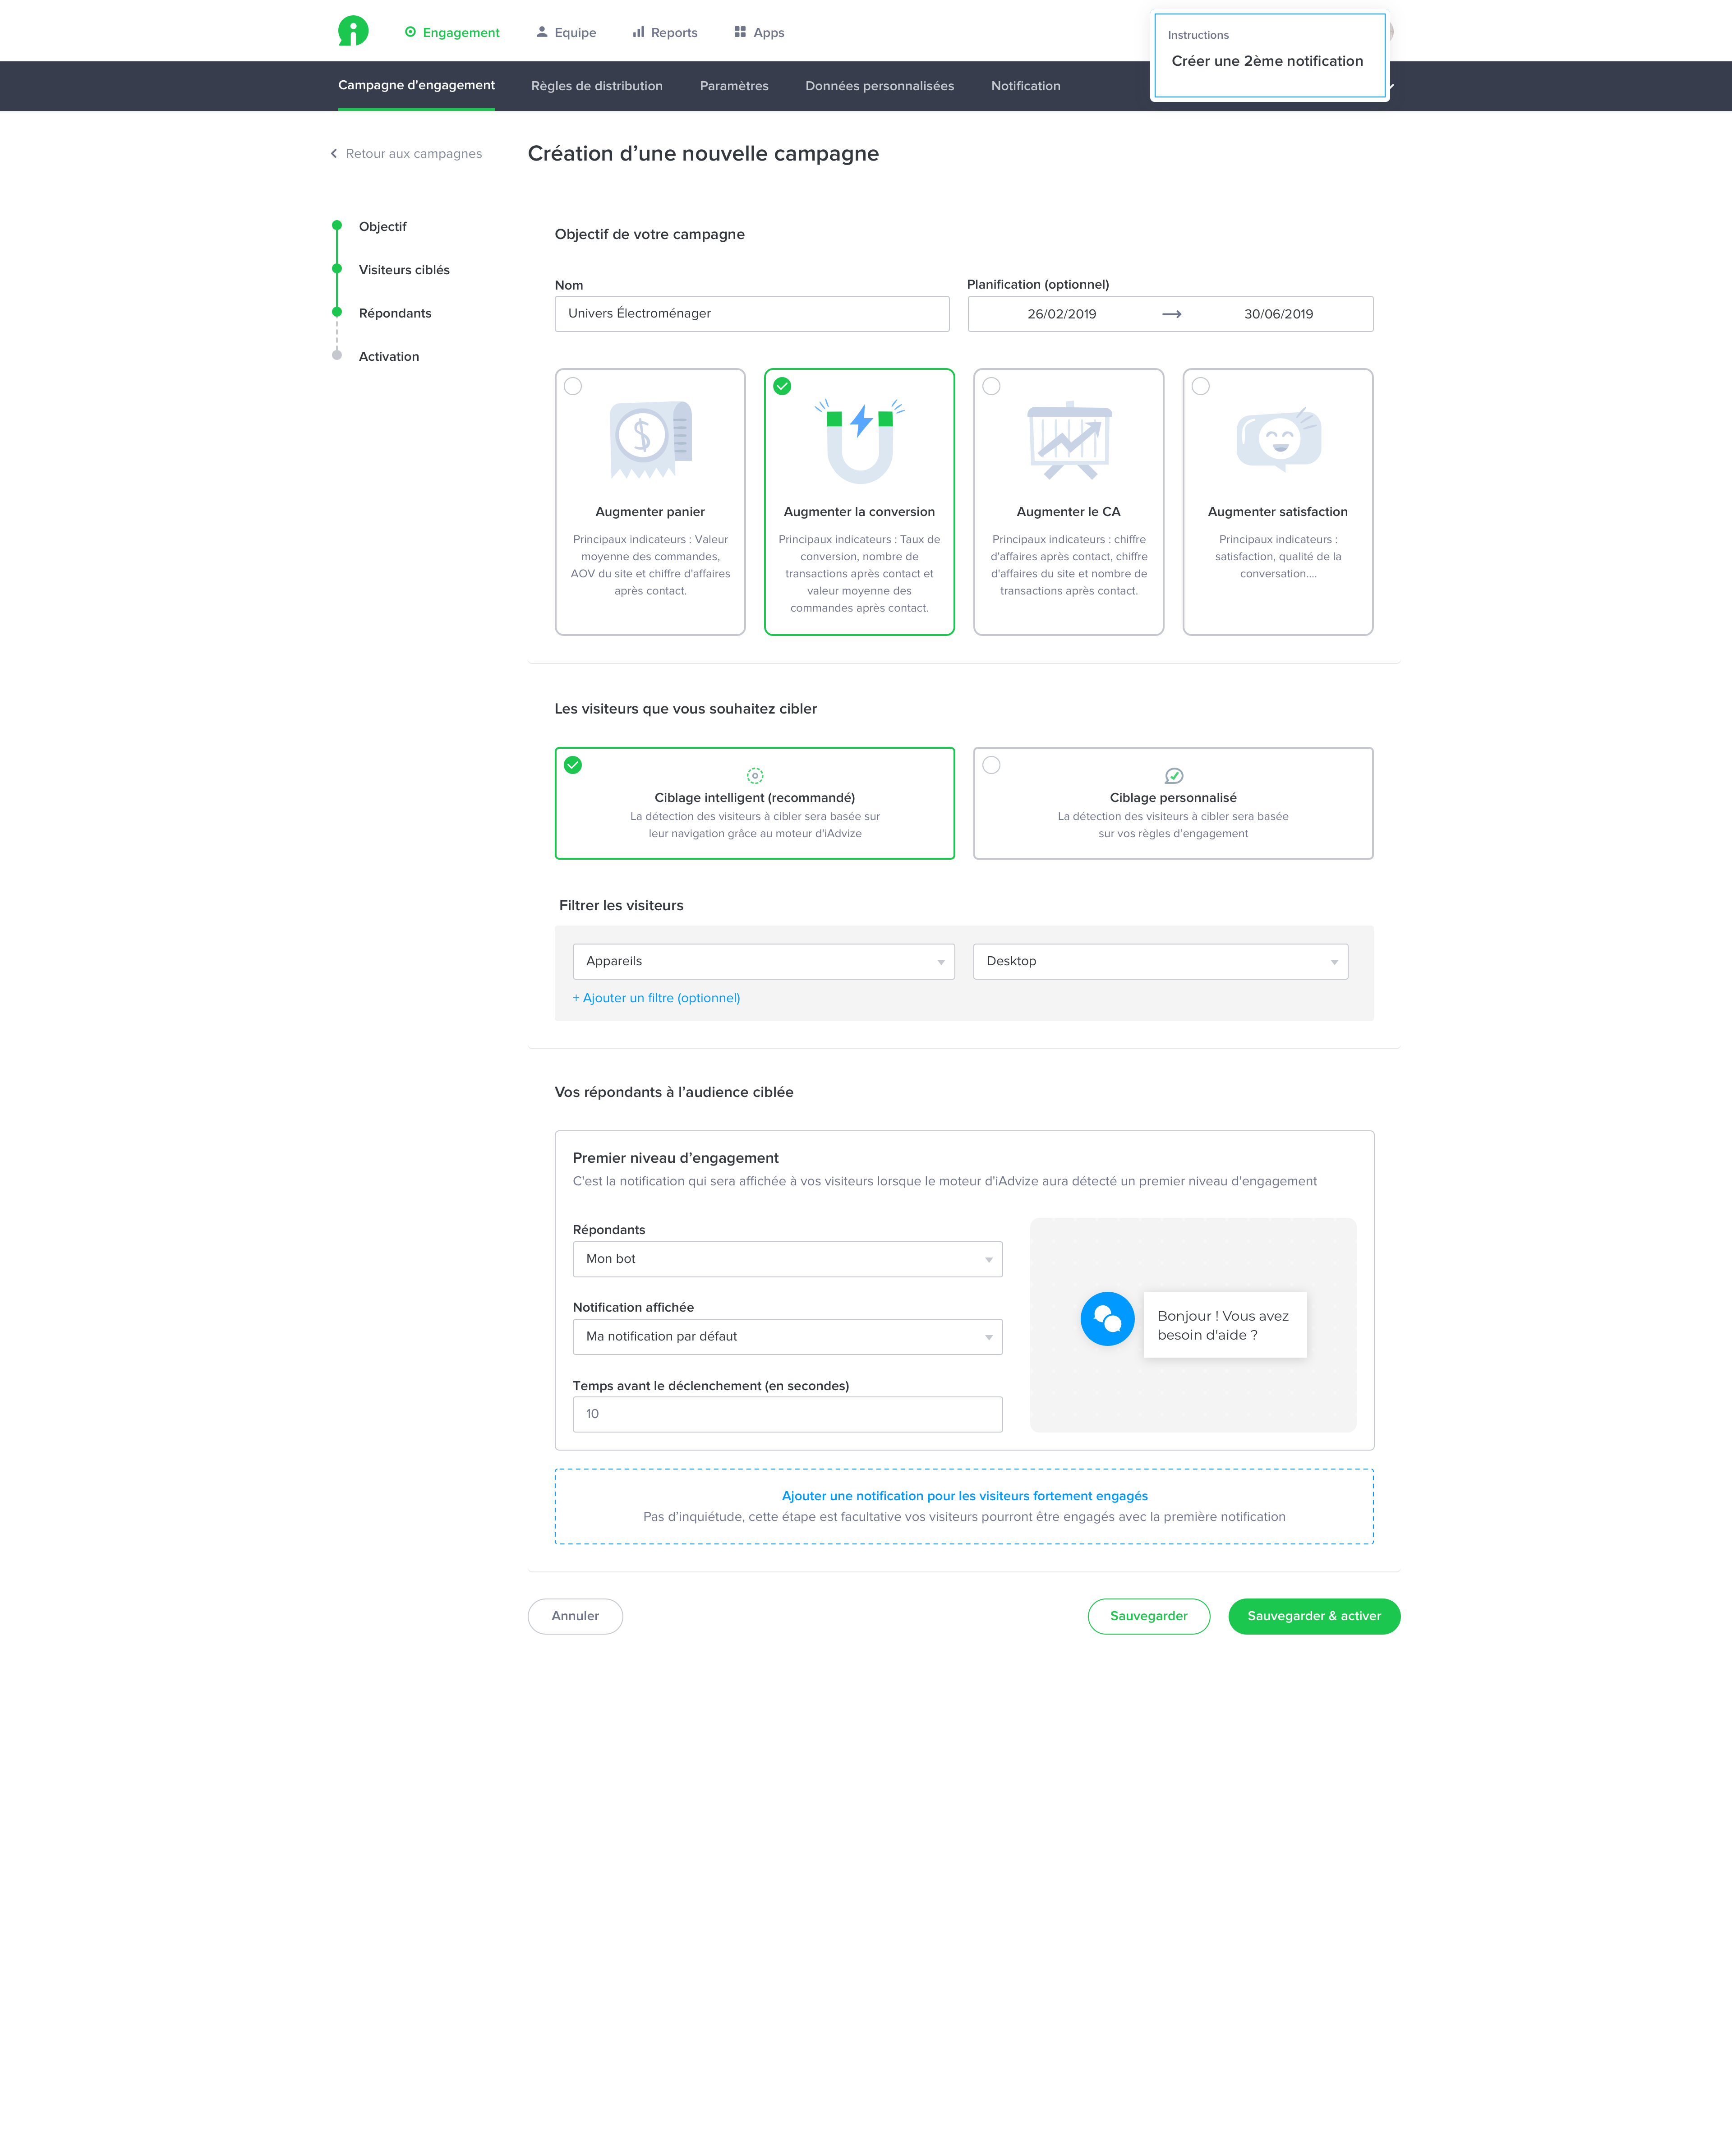 Engagement
Equipe
Reports
Apps
Instructions
Créer une 2ème notification
Campagne d'engagement
Règles de distribution
Paramètres
Données personnalisées
Notification
Retour aux campagnes
Création d’une nouvelle campagne
Objectif
Visiteurs ciblés
Répondants
Activation
Objectif de votre campagne
Nom
Univers Électroménager
Planification (optionnel)
26/02/2019
30/06/2019
Augmenter panier
Principaux indicateurs : Valeur
moyenne des commandes,
AOV du site et chiffre d'affaires
après contact.
Augmenter la conversion
Principaux indicateurs : Taux de
conversion, nombre de
transactions après contact et
valeur moyenne des
commandes après contact.
Augmenter le CA
Principaux indicateurs : chiffre
d'affaires après contact, chiffre
d'affaires du site et nombre de
transactions après contact.
Augmenter satisfaction
Principaux indicateurs :
satisfaction, qualité de la
conversation....
Les visiteurs que vous souhaitez cibler
Ciblage intelligent (recommandé)
La détection des visiteurs à cibler sera basée sur
leur navigation grâce au moteur d'iAdvize
Ciblage personnalisé
La détection des visiteurs à cibler sera basée
sur vos règles d’engagement
Filtrer les visiteurs
Appareils
Desktop
+ Ajouter un filtre (optionnel)
Vos répondants à l’audience ciblée
Premier niveau d’engagement
C'est la notification qui sera affichée à vos visiteurs lorsque le moteur d'iAdvize aura détecté un premier niveau d'engagement
Répondants
Mon bot
Notification affichée
Ma notification par défaut
Temps avant le déclenchement (en secondes)
10
Bonjour ! Vous avez
besoin d'aide ?
Ajouter une notification pour les visiteurs fortement engagés
Pas d'inquiétude, cette étape est facultative vos visiteurs pourront être engagés avec la première notification
Annuler
Sauvegarder
Sauvegarder & activer